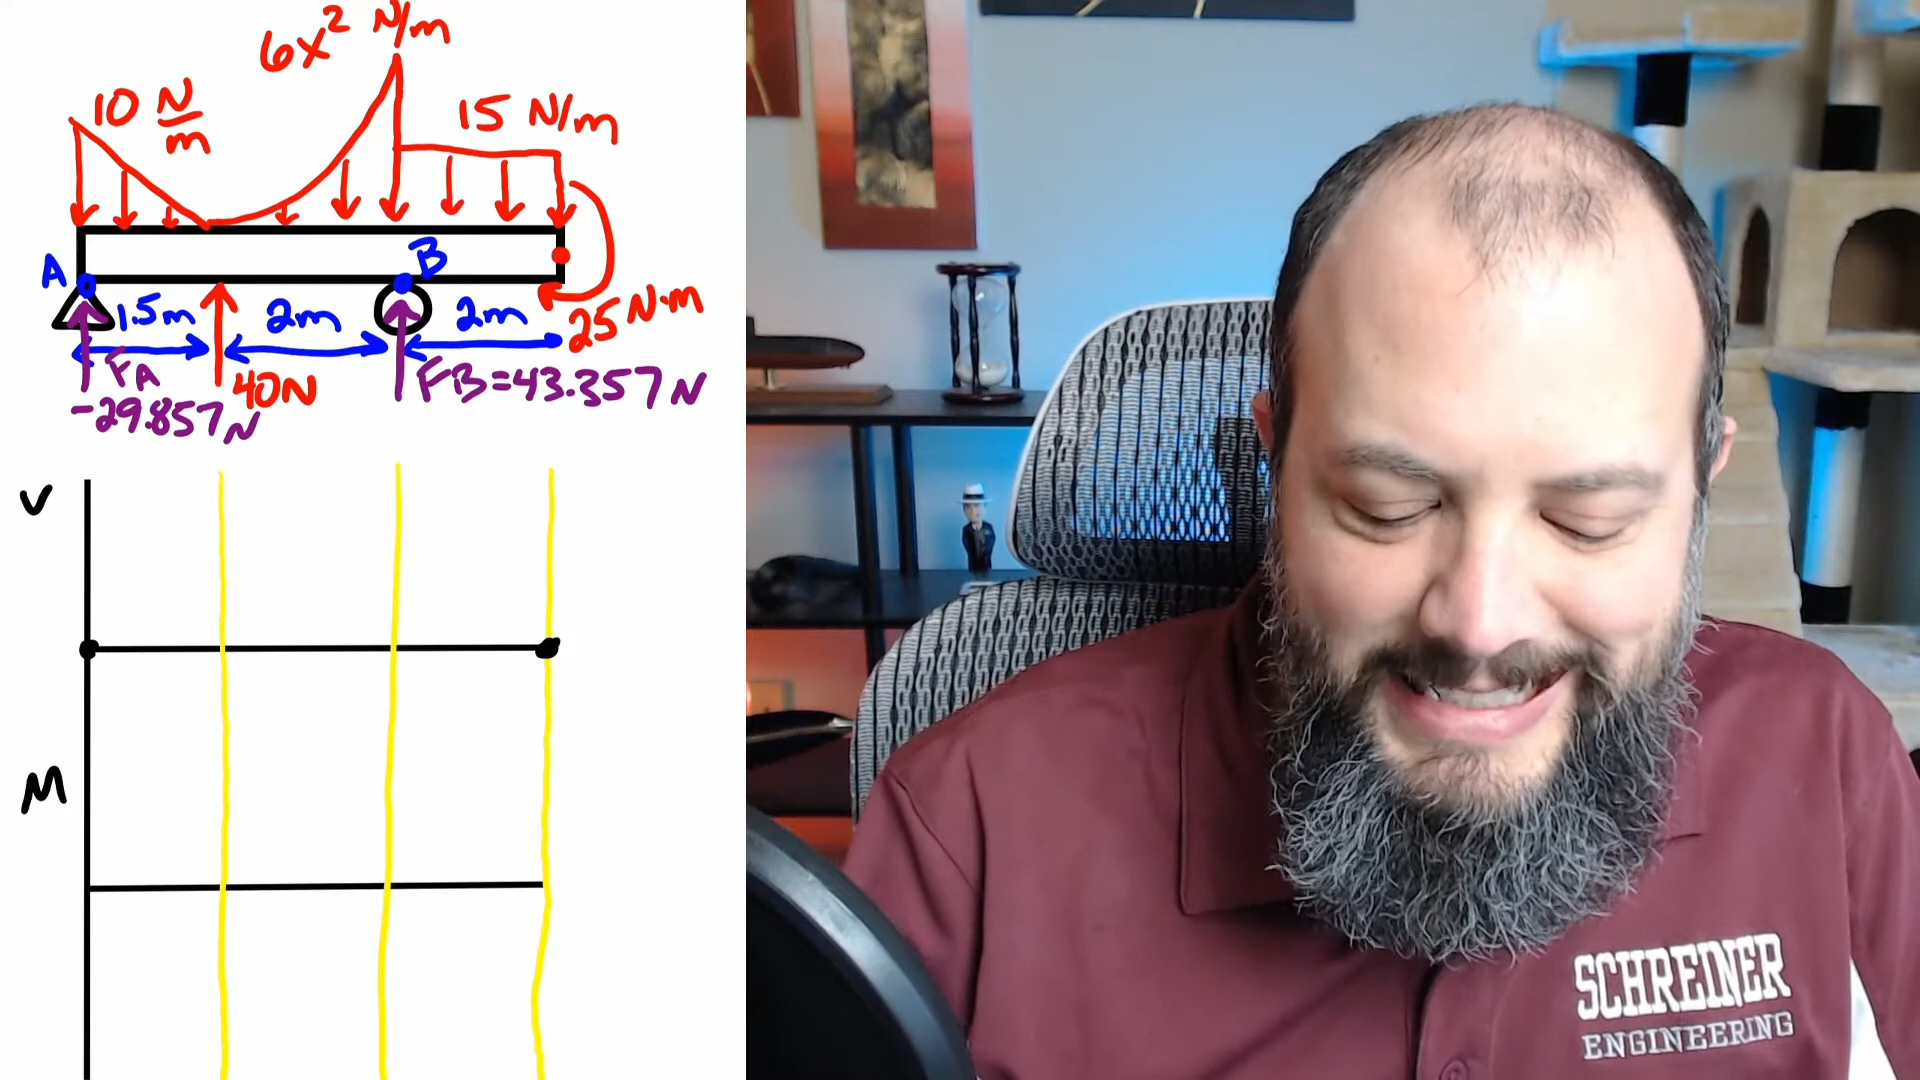 6x² N/m
10 N/m
15 N/m
A
B
1.5m
2m
2m
25 N·m
FA
-29.857N
40N
FB=43.357N
V
M
SCHREINER
ENGINEERING